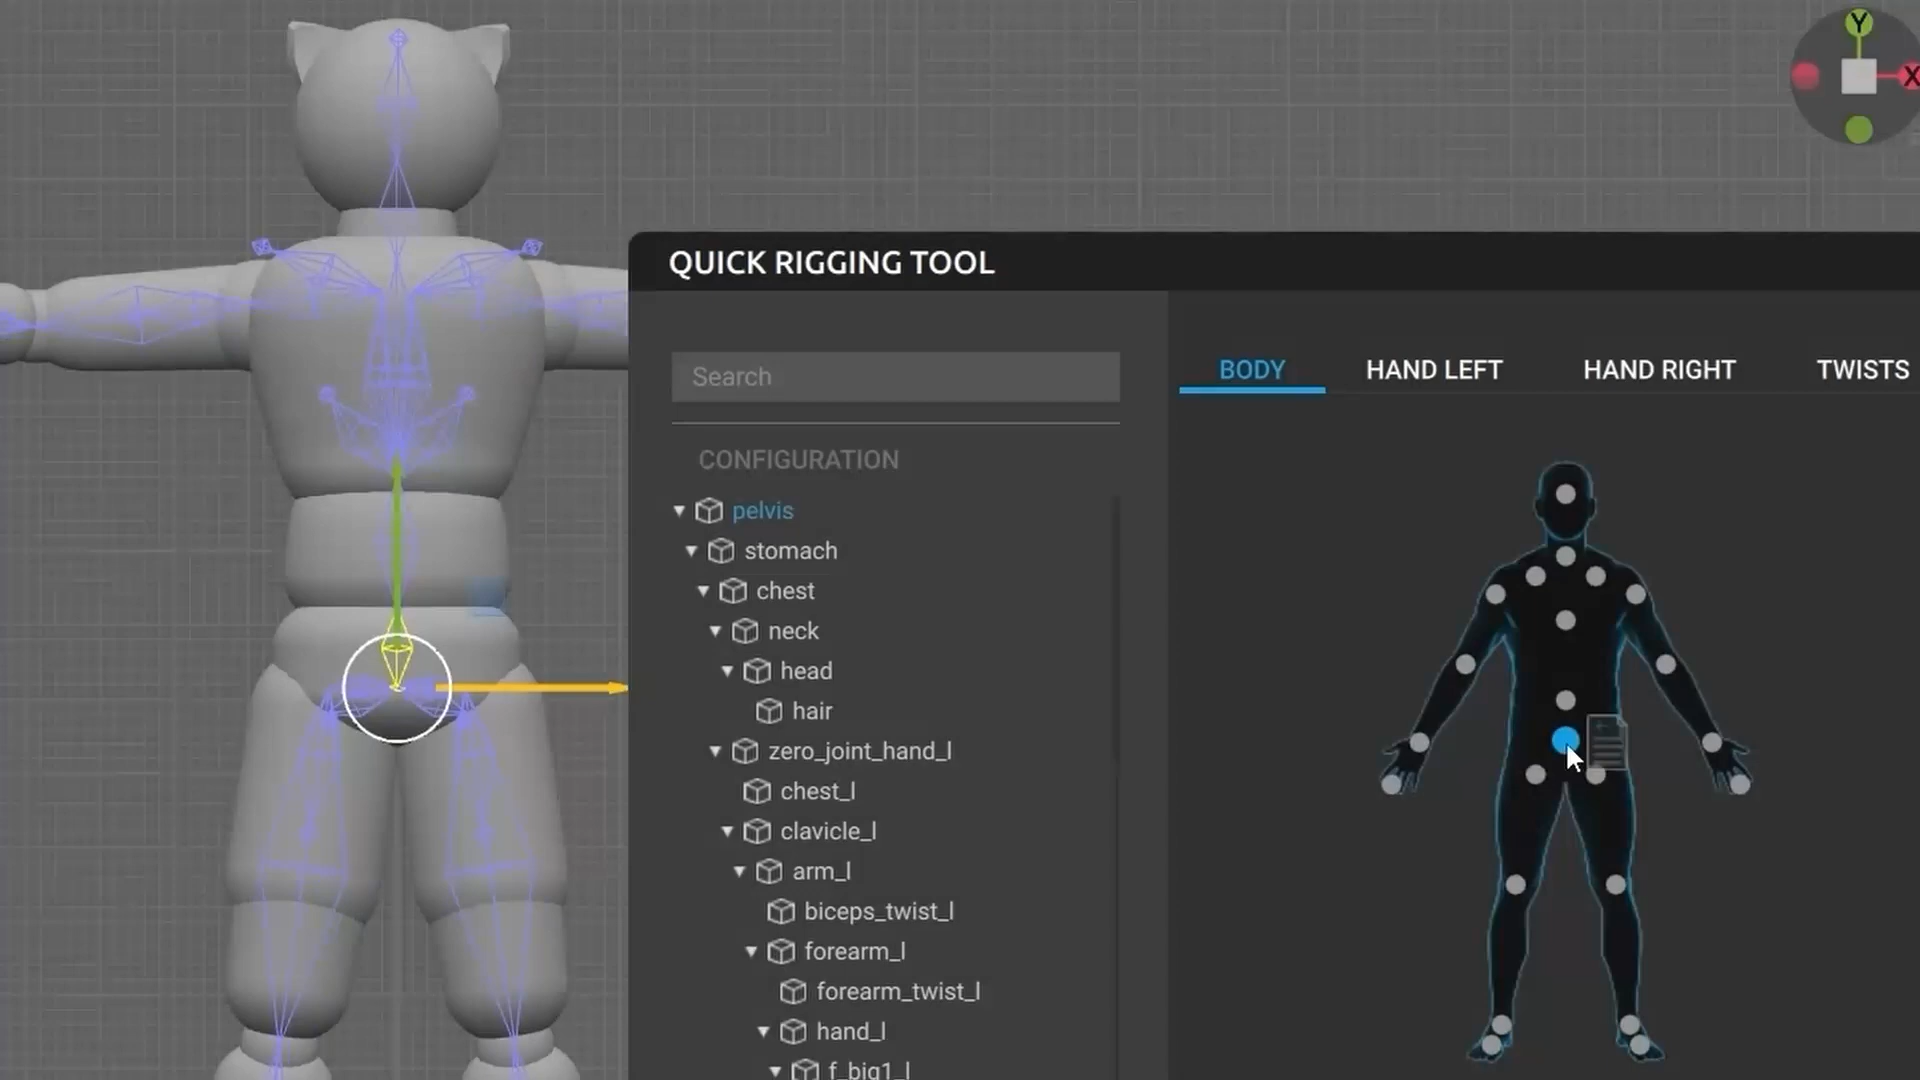 Y
X
QUICK RIGGING TOOL
Search
BODY
HAND LEFT
HAND RIGHT
TWISTS
CONFIGURATION
pelvis
stomach
chest
neck
head
hair
zero_joint_hand_l
chest_l
clavicle_l
arm_l
biceps_twist_l
forearm_l
forearm_twist_l
hand_l
f_big1_l